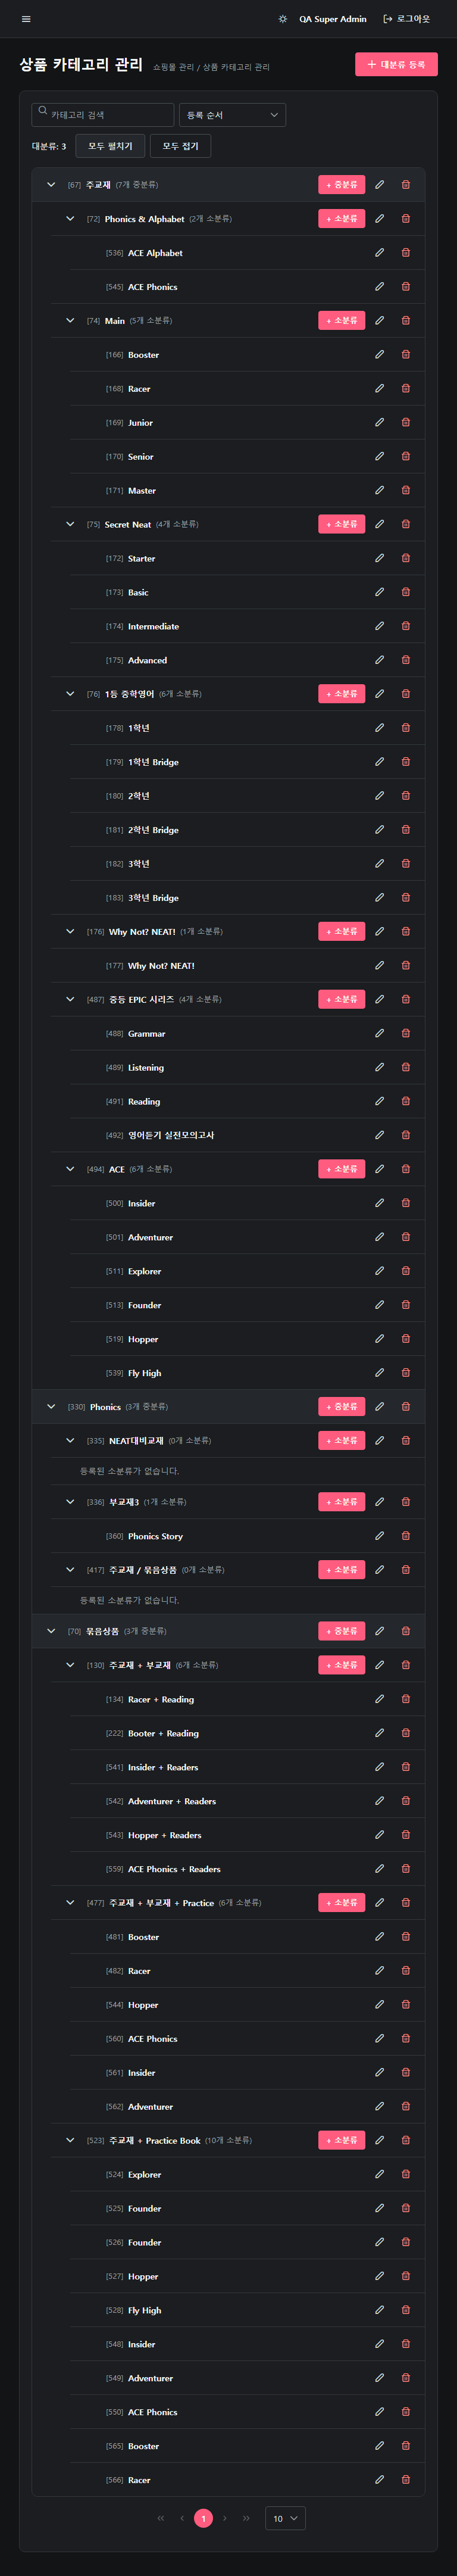 QA Super Admin 로그아웃
상품 카테고리 관리 쇼핑몰 관리 / 상품 카테고리 관리 + 대분류 등록
카테고리 검색 등록 순서
대분류: 3 모두 펼치기 모두 접기
[67] 주교재 (7개 중분류) + 중분류
[72] Phonics & Alphabet (2개 소분류) + 소분류
[536] ACE Alphabet
[545] ACE Phonics
[74] Main (5개 소분류) + 소분류
[166] Booster
[168] Racer
[169] Junior
[170] Senior
[171] Master
[75] Secret Neat (4개 소분류) + 소분류
[172] Starter
[173] Basic
[174] Intermediate
[175] Advanced
[76] 1등 중학영어 (6개 소분류) + 소분류
[178] 1학년
[179] 1학년 Bridge
[180] 2학년
[181] 2학년 Bridge
[182] 3학년
[183] 3학년 Bridge
[176] Why Not? NEAT! (1개 소분류) + 소분류
[177] Why Not? NEAT!
[487] 중등 EPIC 시리즈 (4개 소분류) + 소분류
[488] Grammar
[489] Listening
[491] Reading
[492] 영어듣기 실전모의고사
[494] ACE (6개 소분류) + 소분류
[500] Insider
[501] Adventurer
[511] Explorer
[513] Founder
[519] Hopper
[539] Fly High
[330] Phonics (3개 중분류) + 중분류
[335] NEAT대비교재 (0개 소분류) + 소분류
등록된 소분류가 없습니다.
[336] 부교재3 (1개 소분류) + 소분류
[360] Phonics Story
[417] 주교재 / 묶음상품 (0개 소분류) + 소분류
등록된 소분류가 없습니다.
[70] 묶음상품 (3개 중분류) + 중분류
[130] 주교재 + 부교재 (6개 소분류) + 소분류
[134] Racer + Reading
[222] Booter + Reading
[541] Insider + Readers
[542] Adventurer + Readers
[543] Hopper + Readers
[559] ACE Phonics + Readers
[477] 주교재 + 부교재 + Practice (6개 소분류) + 소분류
[481] Booster
[482] Racer
[544] Hopper
[560] ACE Phonics
[561] Insider
[562] Adventurer
[523] 주교재 + Practice Book (10개 소분류) + 소분류
[524] Explorer
[525] Founder
[526] Founder
[527] Hopper
[528] Fly High
[548] Insider
[549] Adventurer
[550] ACE Phonics
[565] Booster
[566] Racer
1 10